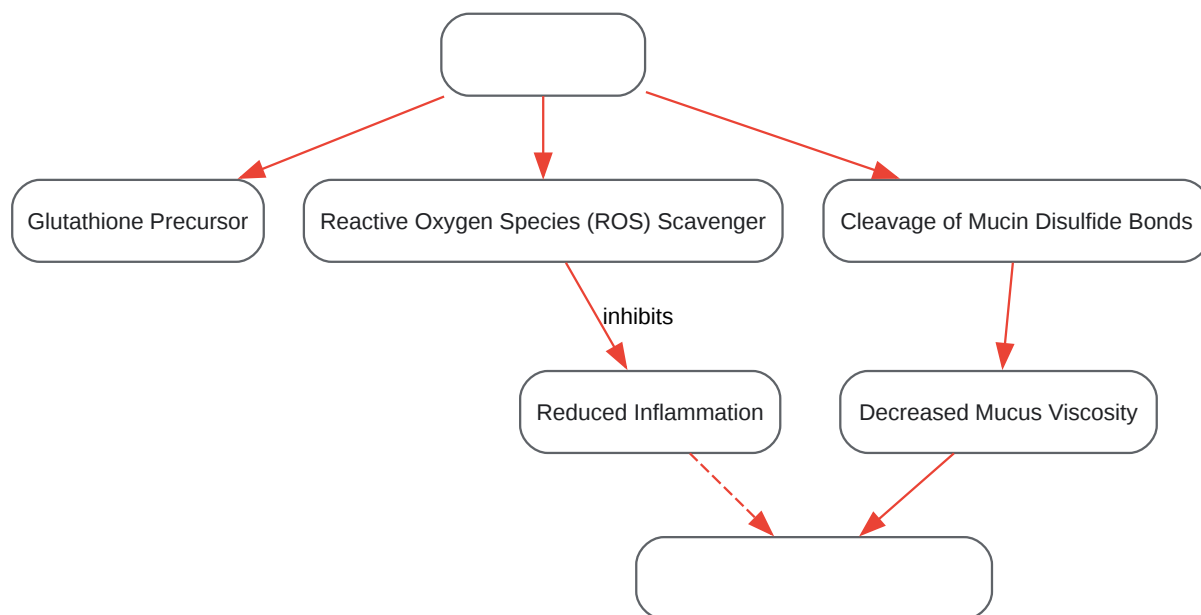 Glutathione Precursor
Reactive Oxygen Species (ROS) Scavenger
Cleavage of Mucin Disulfide Bonds
inhibits
Reduced Inflammation
Decreased Mucus Viscosity